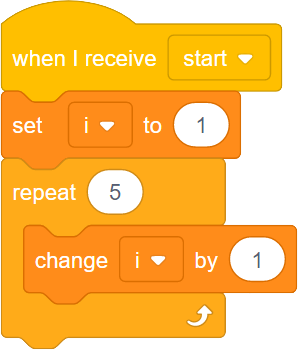 when I receive start
set i to 1
repeat 5
change i by 1